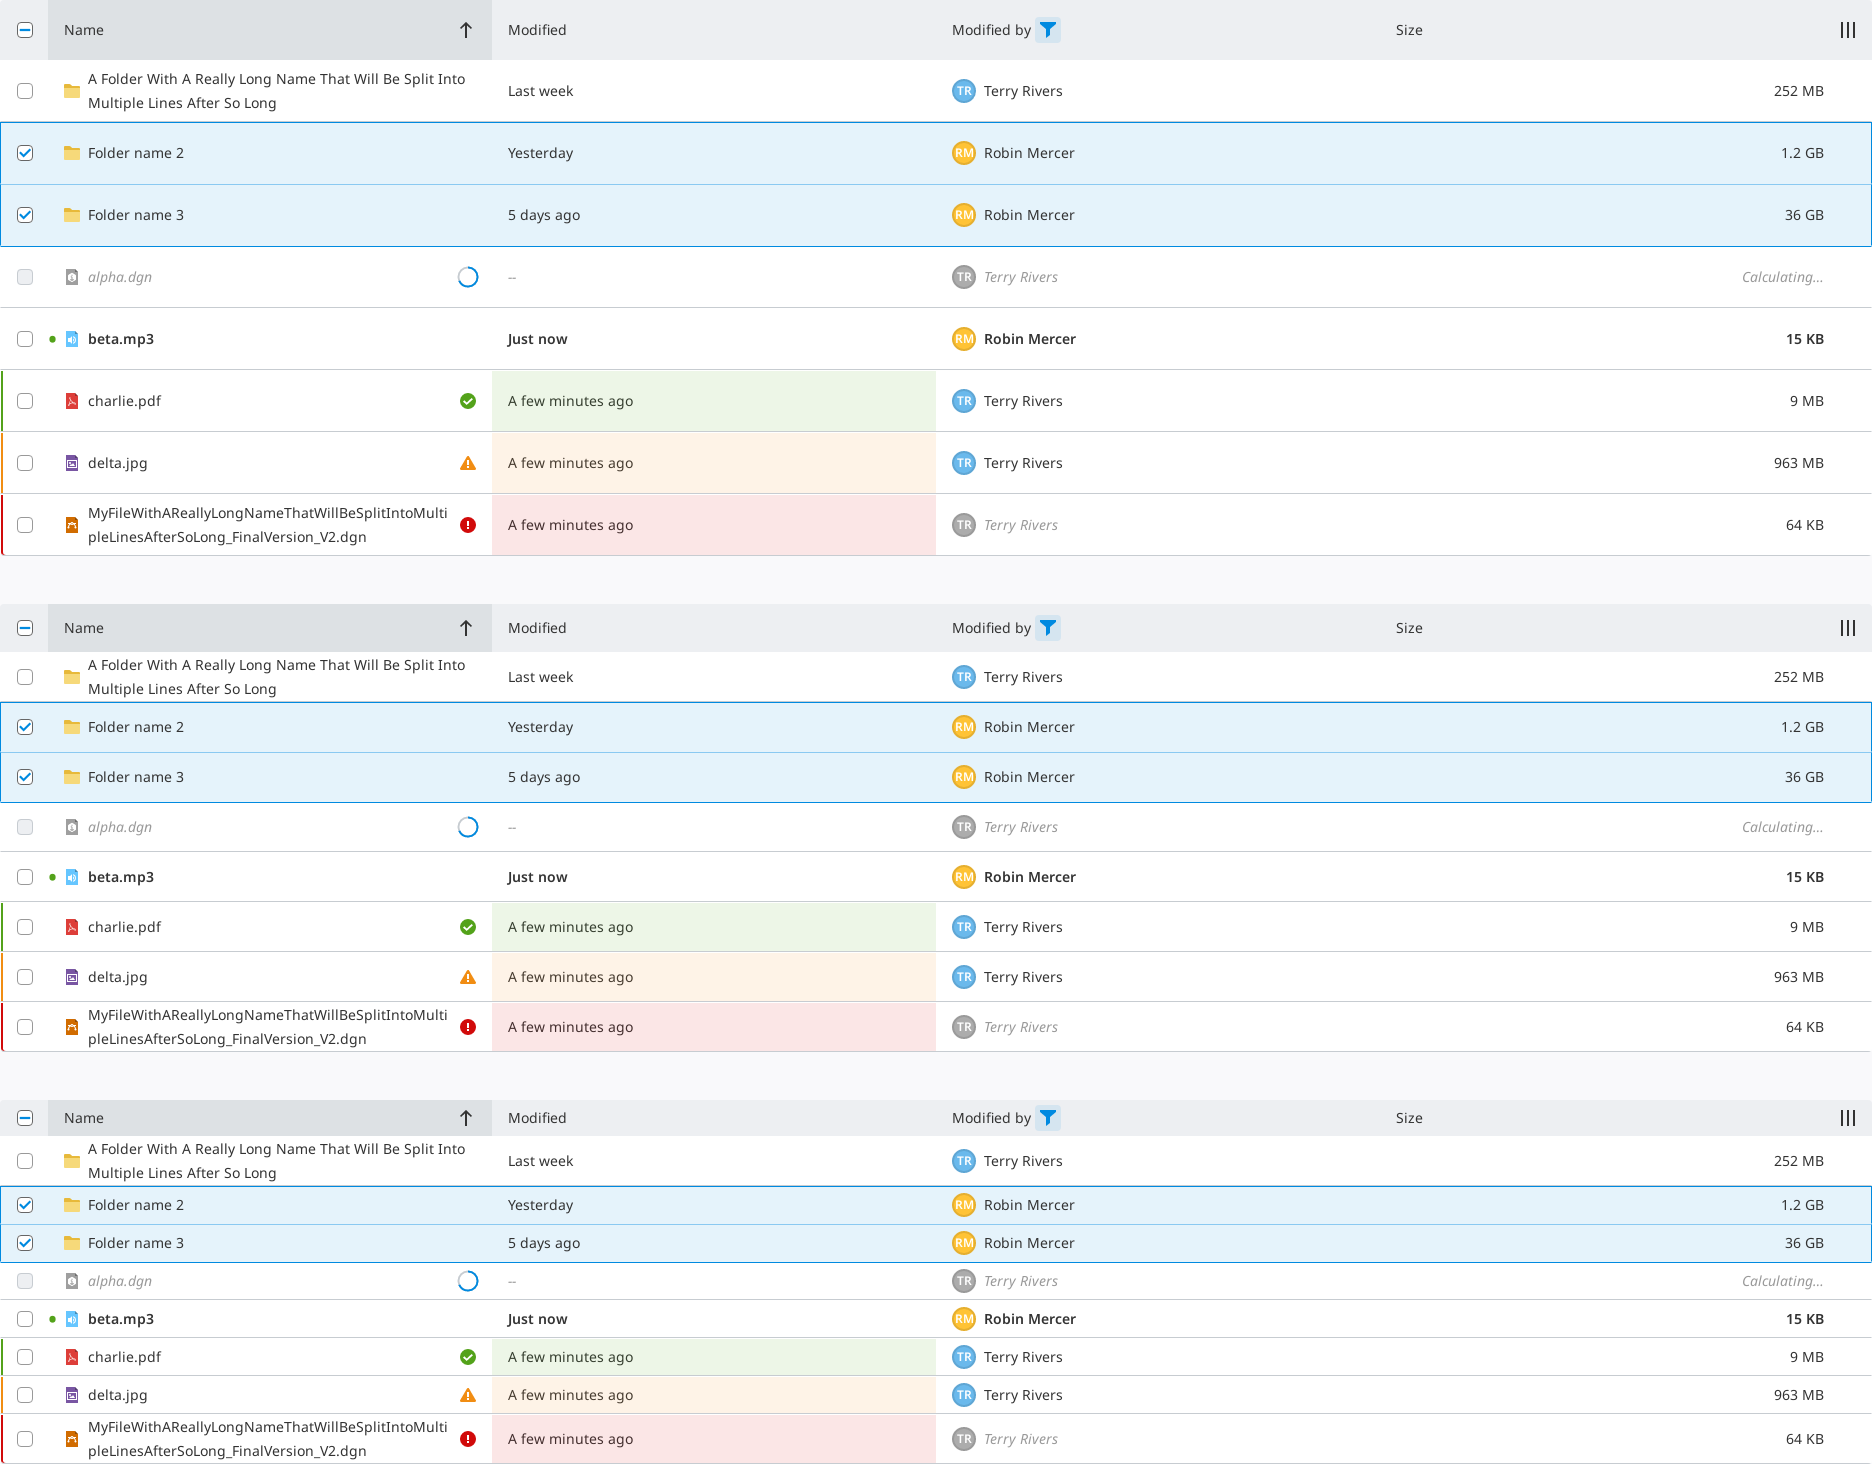 Name Modified Modified by Size
A Folder With A Really Long Name That Will Be Split Into
Multiple Lines After So Long
Last week TR Terry Rivers 252 MB
Folder name 2 Yesterday RM Robin Mercer 1.2 GB
Folder name 3 5 days ago RM Robin Mercer 36 GB
alpha.dgn -- TR Terry Rivers Calculating...
beta.mp3 Just now RM Robin Mercer 15 KB
charlie.pdf A few minutes ago TR Terry Rivers 9 MB
delta.jpg A few minutes ago TR Terry Rivers 963 MB
MyFileWithAReallyLongNameThatWillBeSplitIntoMulti
pleLinesAfterSoLong_FinalVersion_V2.dgn
A few minutes ago TR Terry Rivers 64 KB
Name Modified Modified by Size
A Folder With A Really Long Name That Will Be Split Into
Multiple Lines After So Long
Last week TR Terry Rivers 252 MB
Folder name 2 Yesterday RM Robin Mercer 1.2 GB
Folder name 3 5 days ago RM Robin Mercer 36 GB
alpha.dgn -- TR Terry Rivers Calculating...
beta.mp3 Just now RM Robin Mercer 15 KB
charlie.pdf A few minutes ago TR Terry Rivers 9 MB
delta.jpg A few minutes ago TR Terry Rivers 963 MB
MyFileWithAReallyLongNameThatWillBeSplitIntoMulti
pleLinesAfterSoLong_FinalVersion_V2.dgn
A few minutes ago TR Terry Rivers 64 KB
Name Modified Modified by Size
A Folder With A Really Long Name That Will Be Split Into
Multiple Lines After So Long
Last week TR Terry Rivers 252 MB
Folder name 2 Yesterday RM Robin Mercer 1.2 GB
Folder name 3 5 days ago RM Robin Mercer 36 GB
alpha.dgn -- TR Terry Rivers Calculating...
beta.mp3 Just now RM Robin Mercer 15 KB
charlie.pdf A few minutes ago TR Terry Rivers 9 MB
delta.jpg A few minutes ago TR Terry Rivers 963 MB
MyFileWithAReallyLongNameThatWillBeSplitIntoMulti
pleLinesAfterSoLong_FinalVersion_V2.dgn
A few minutes ago TR Terry Rivers 64 KB